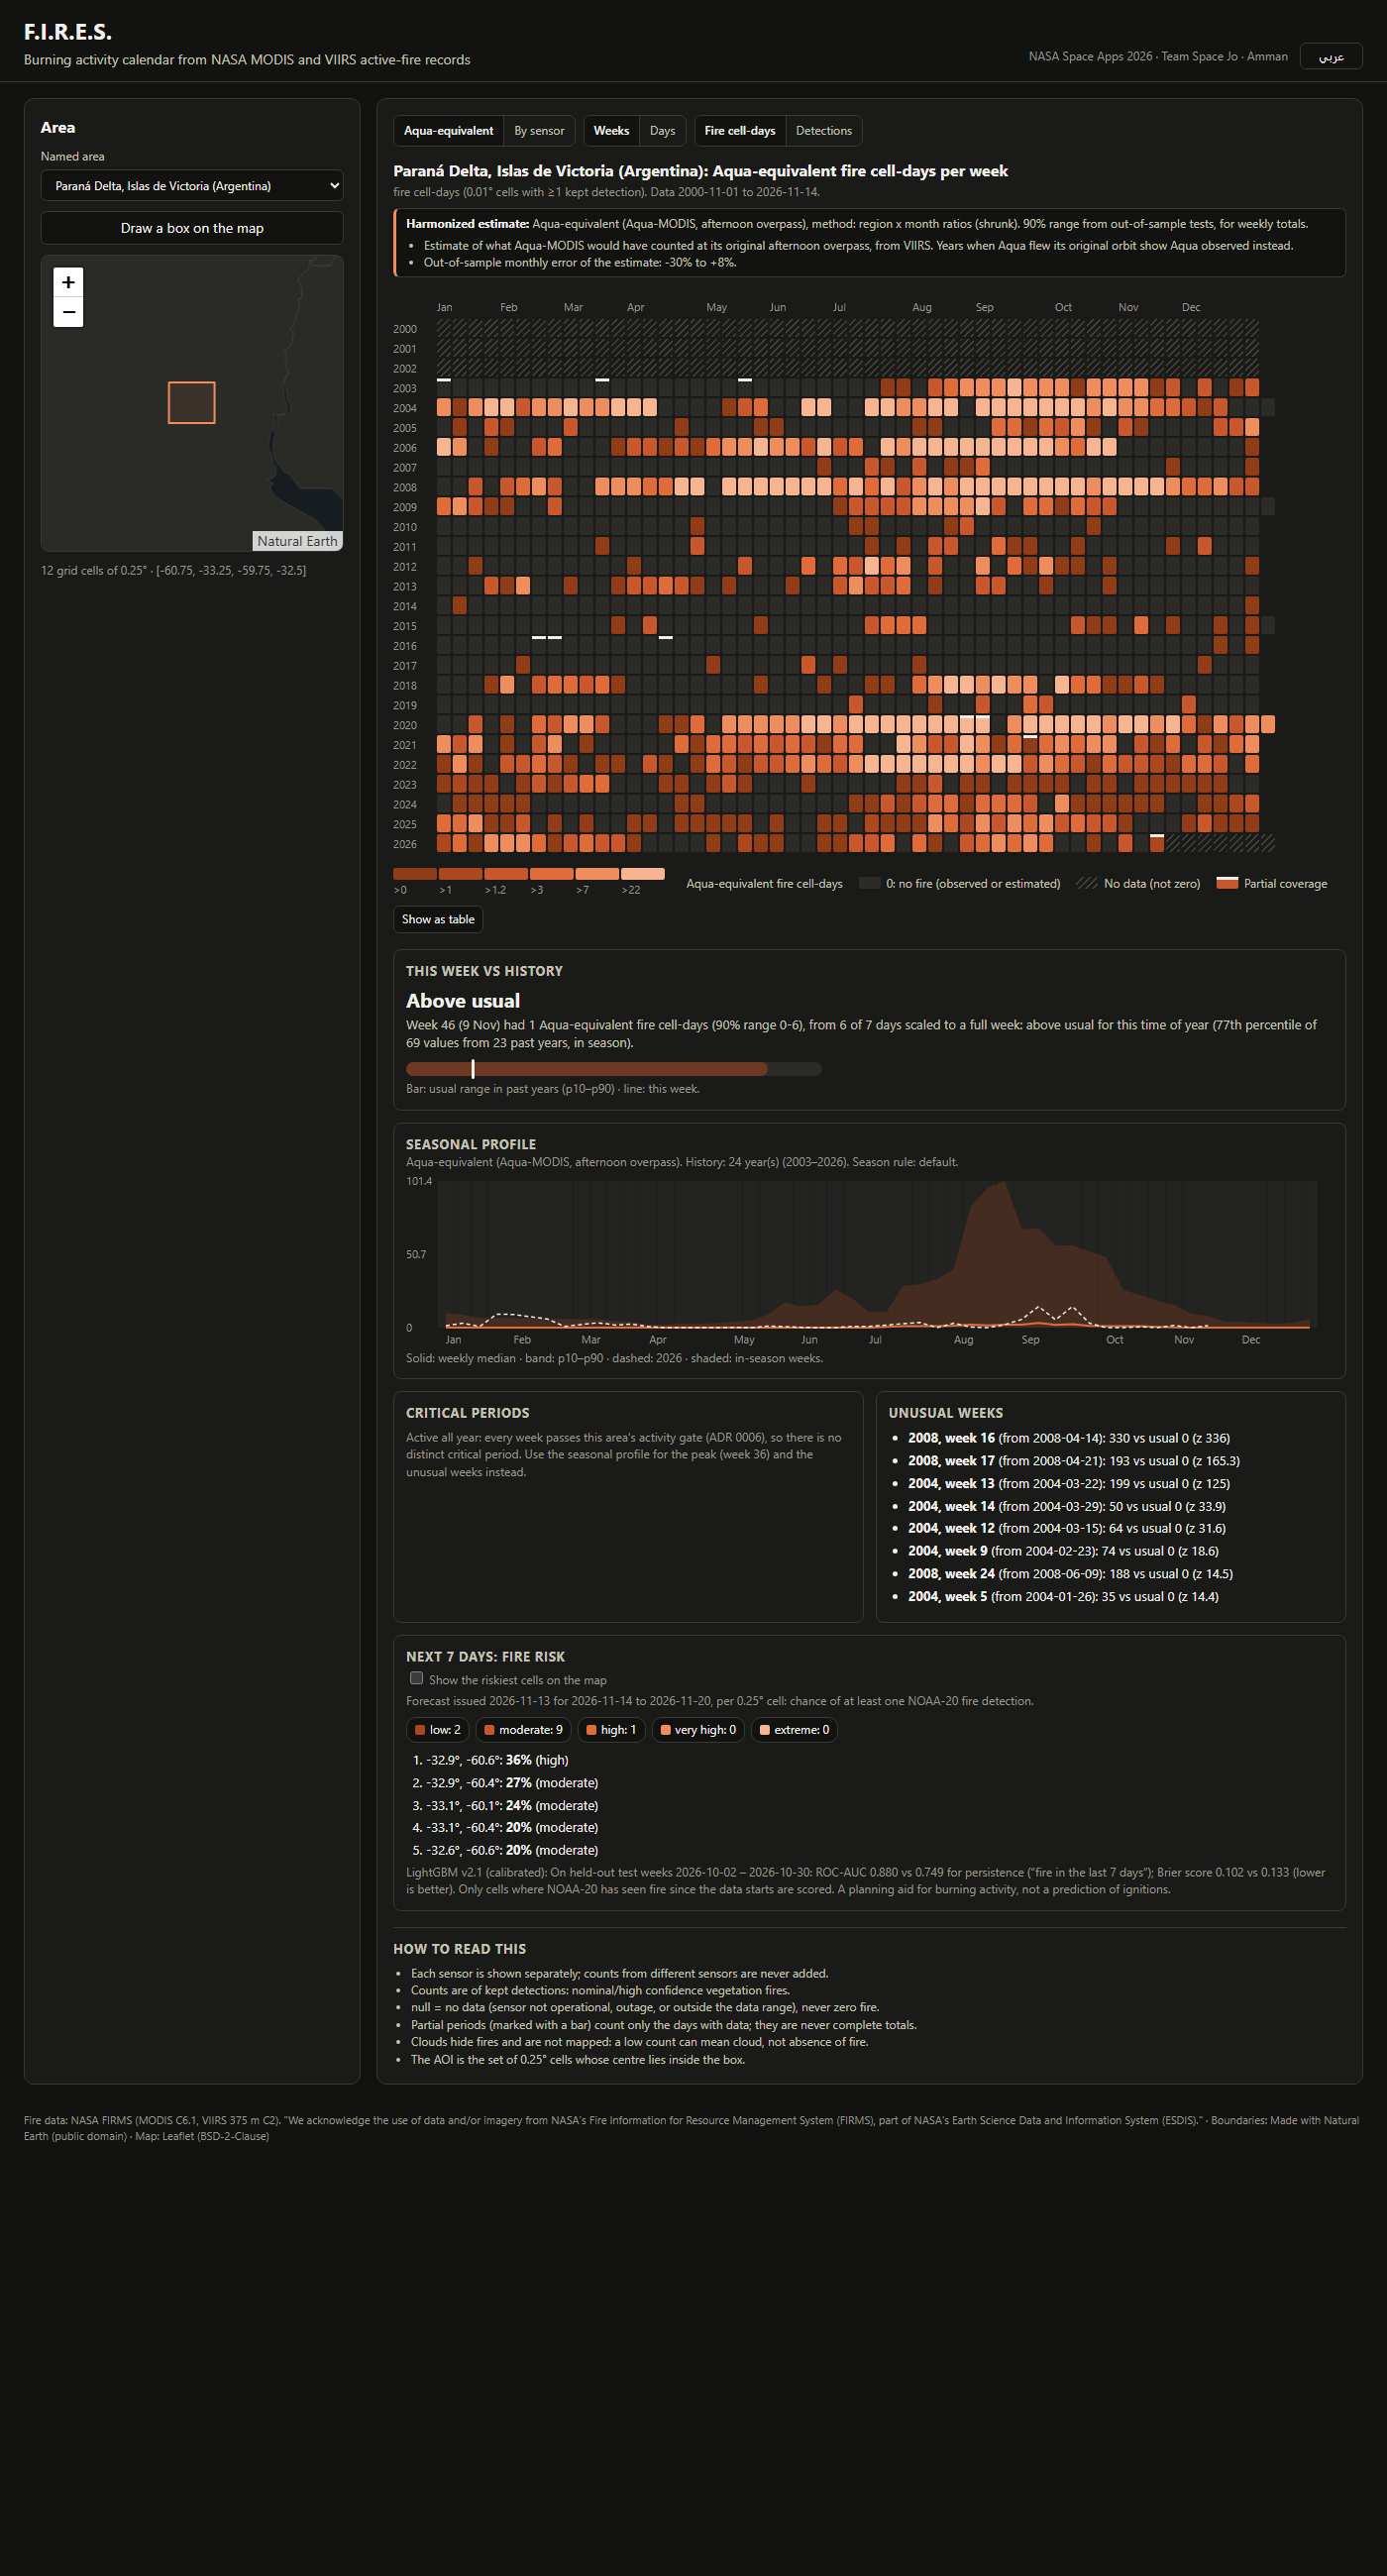 F.I.R.E.S.
Burning activity calendar from NASA MODIS and VIIRS active-fire records
NASA Space Apps 2026 · Team Space Jo · Amman
عربي
Area
Named area
Paraná Delta, Islas de Victoria (Argentina)
Draw a box on the map
+
−
Natural Earth
12 grid cells of 0.25° · [-60.75, -33.25, -59.75, -32.5]
Aqua-equivalent By sensor Weeks Days Fire cell-days Detections
Paraná Delta, Islas de Victoria (Argentina): Aqua-equivalent fire cell-days per week
fire cell-days (0.01° cells with ≥1 kept detection). Data 2000-11-01 to 2026-11-14.
Harmonized estimate: Aqua-equivalent (Aqua-MODIS, afternoon overpass), method: region x month ratios (shrunk). 90% range from out-of-sample tests, for weekly totals.
• Estimate of what Aqua-MODIS would have counted at its original afternoon overpass, from VIIRS. Years when Aqua flew its original orbit show Aqua observed instead.
• Out-of-sample monthly error of the estimate: -30% to +8%.
Jan Feb Mar Apr May Jun Jul Aug Sep Oct Nov Dec
2000
2001
2002
2003
2004
2005
2006
2007
2008
2009
2010
2011
2012
2013
2014
2015
2016
2017
2018
2019
2020
2021
2022
2023
2024
2025
2026
>0 >1 >1.2 >3 >7 >22
Aqua-equivalent fire cell-days 0: no fire (observed or estimated) No data (not zero) Partial coverage
Show as table
THIS WEEK VS HISTORY
Above usual
Week 46 (9 Nov) had 1 Aqua-equivalent fire cell-days (90% range 0-6), from 6 of 7 days scaled to a full week: above usual for this time of year (77th percentile of
69 values from 23 past years, in season).
Bar: usual range in past years (p10–p90) · line: this week.
SEASONAL PROFILE
Aqua-equivalent (Aqua-MODIS, afternoon overpass). History: 24 year(s) (2003–2026). Season rule: default.
101.4
50.7
0
Jan Feb Mar Apr May Jun Jul Aug Sep Oct Nov Dec
Solid: weekly median · band: p10–p90 · dashed: 2026 · shaded: in-season weeks.
CRITICAL PERIODS
Active all year: every week passes this area's activity gate (ADR 0006), so there is no
distinct critical period. Use the seasonal profile for the peak (week 36) and the
unusual weeks instead.
UNUSUAL WEEKS
• 2008, week 16 (from 2008-04-14): 330 vs usual 0 (z 336)
• 2008, week 17 (from 2008-04-21): 193 vs usual 0 (z 165.3)
• 2004, week 13 (from 2004-03-22): 199 vs usual 0 (z 125)
• 2004, week 14 (from 2004-03-29): 50 vs usual 0 (z 33.9)
• 2004, week 12 (from 2004-03-15): 64 vs usual 0 (z 31.6)
• 2004, week 9 (from 2004-02-23): 74 vs usual 0 (z 18.6)
• 2008, week 24 (from 2008-06-09): 188 vs usual 0 (z 14.5)
• 2004, week 5 (from 2004-01-26): 35 vs usual 0 (z 14.4)
NEXT 7 DAYS: FIRE RISK
Show the riskiest cells on the map
Forecast issued 2026-11-13 for 2026-11-14 to 2026-11-20, per 0.25° cell: chance of at least one NOAA-20 fire detection.
low: 2 moderate: 9 high: 1 very high: 0 extreme: 0
1. -32.9°, -60.6°: 36% (high)
2. -32.9°, -60.4°: 27% (moderate)
3. -33.1°, -60.1°: 24% (moderate)
4. -33.1°, -60.4°: 20% (moderate)
5. -32.6°, -60.6°: 20% (moderate)
LightGBM v2.1 (calibrated): On held-out test weeks 2026-10-02 – 2026-10-30: ROC-AUC 0.880 vs 0.749 for persistence ("fire in the last 7 days"); Brier score 0.102 vs 0.133 (lower
is better). Only cells where NOAA-20 has seen fire since the data starts are scored. A planning aid for burning activity, not a prediction of ignitions.
HOW TO READ THIS
• Each sensor is shown separately; counts from different sensors are never added.
• Counts are of kept detections: nominal/high confidence vegetation fires.
• null = no data (sensor not operational, outage, or outside the data range), never zero fire.
• Partial periods (marked with a bar) count only the days with data; they are never complete totals.
• Clouds hide fires and are not mapped: a low count can mean cloud, not absence of fire.
• The AOI is the set of 0.25° cells whose centre lies inside the box.
Fire data: NASA FIRMS (MODIS C6.1, VIIRS 375 m C2). "We acknowledge the use of data and/or imagery from NASA's Fire Information for Resource Management System (FIRMS), part of NASA's Earth Science Data and Information System (ESDIS)." · Boundaries: Made with Natural
Earth (public domain) · Map: Leaflet (BSD-2-Clause)